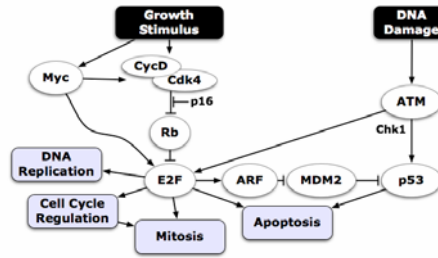 Growth
Stimulus
DNA
Damage
Myc
CycD
Cdk4
p16
ATM
Chk1
Rb
DNA
Replication
E2F
ARF
MDM2
p53
Cell Cycle
Regulation
Mitosis
Apoptosis